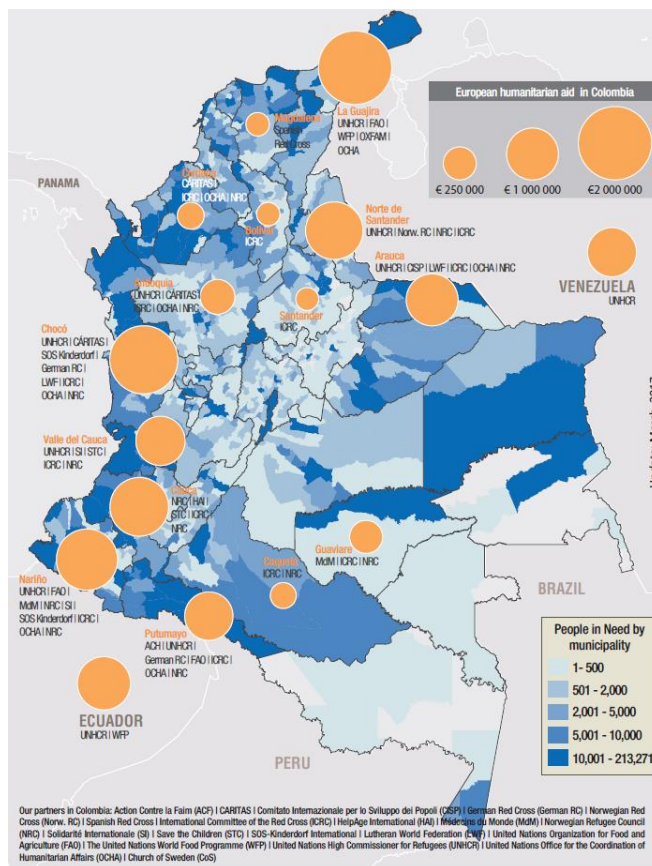 European humanitarian aid in Colombia
€ 250 000
€ 1 000 000
€2 000 000
La Guajira
UNHCR | FAO |
WFP | OXFAM |
OCHA
Magdalena
Spanish
Red Cross
PANAMA
Córdoba
CÁRITAS |
ICRC | OCHA | NRC
Bolívar
ICRC
Norte de
Santander
UNHCR | Norw. RC | NRC | ICRC
Arauca
UNHCR | CISP | LWF | ICRC | OCHA | NRC
VENEZUELA
UNHCR
Antioquia
UNHCR | CÁRITAS |
ICRC | OCHA | NRC
Santander
ICRC
Chocó
UNHCR | CÁRITAS |
SOS Kinderdorf |
German RC |
LWF | ICRC |
OCHA | NRC
Valle del Cauca
UNHCR | SI | STC |
ICRC | NRC
Cauca
NRC | HAI |
STC | ICRC |
NRC
Guaviare
MdM | ICRC | NRC
Caquetá
ICRC | NRC
Nariño
UNHCR | FAO |
MdM | NRC | SI |
SOS Kinderdorf | ICRC |
OCHA | NRC
Putumayo
ACH | UNHCR |
German RC | FAO | ICRC |
OCHA | NRC
ECUADOR
UNHCR | WFP
BRAZIL
PERU
People in Need by
municipality
1- 500
501 - 2,000
2,001 - 5,000
5,001 - 10,000
10,001 - 213,271
Our partners in Colombia: Action Contre la Faim (ACF) | CARITAS | Comitato Internazionale per lo Sviluppo dei Popoli (CISP) | German Red Cross (German RC) | Norwegian Red
Cross (Norw. RC) | Spanish Red Cross | International Committee of the Red Cross (ICRC) | HelpAge International (HAI) | Médecins du Monde (MdM) | Norwegian Refugee Council
(NRC) | Solidarité Internationale (SI) | Save the Children (STC) | SOS-Kinderdorf International | Lutheran World Federation (LWF) | United Nations Organization for Food and
Agriculture (FAO) | The United Nations World Food Programme (WFP) | United Nations High Commissioner for Refugees (UNHCR) | United Nations Office for the Coordination of
Humanitarian Affairs (OCHA) | Church of Sweden (CoS)